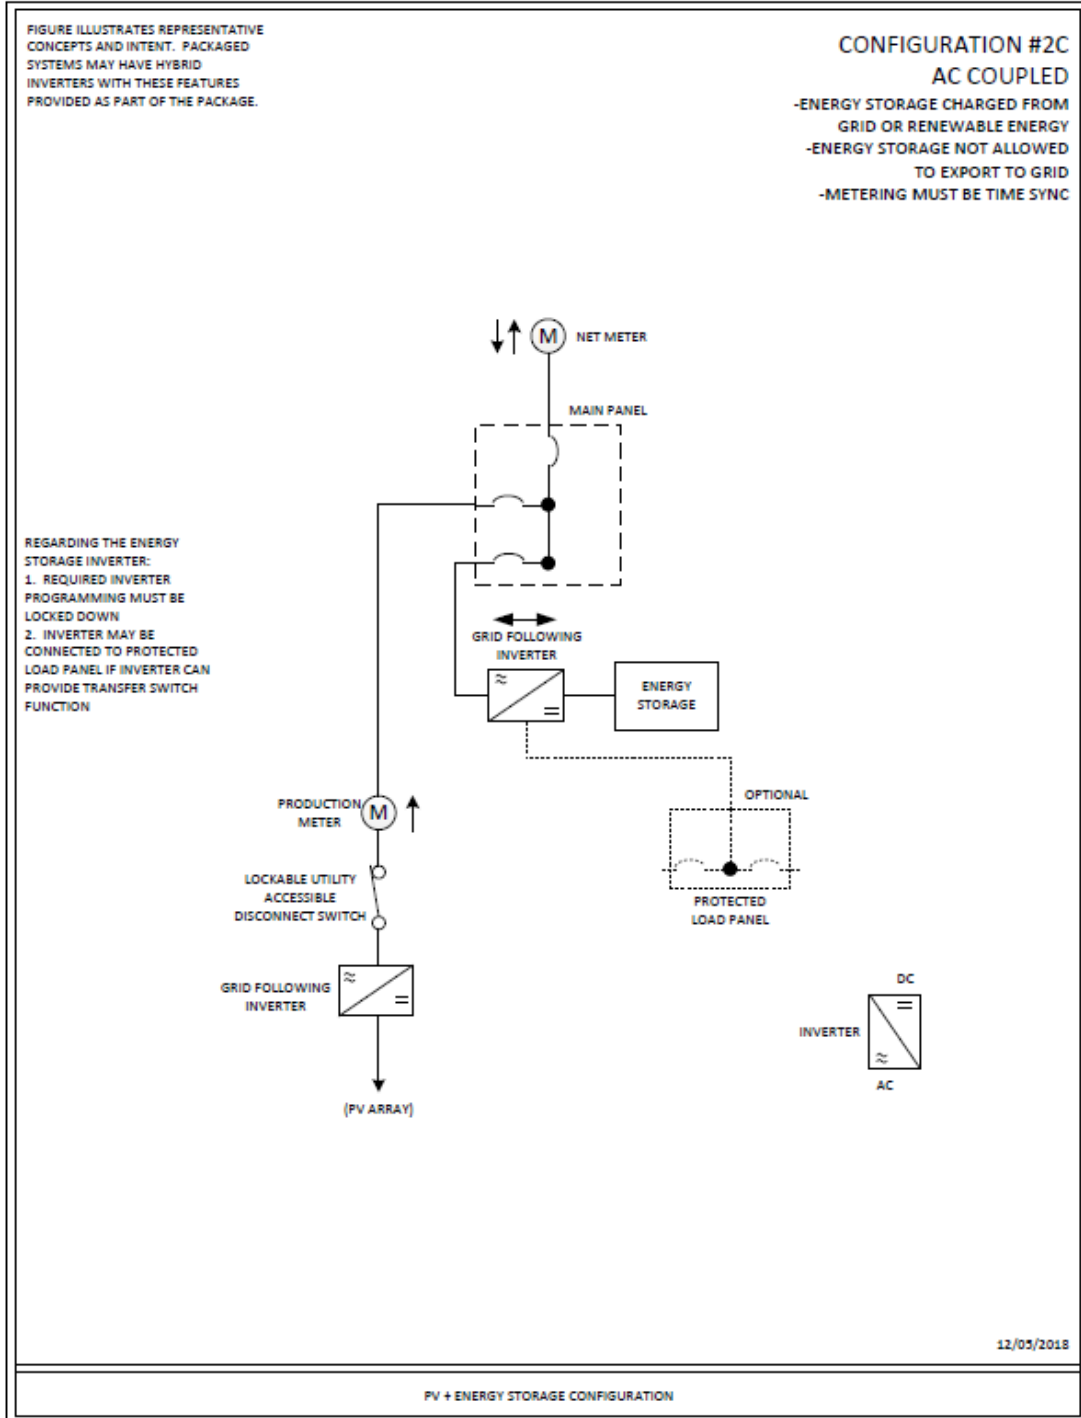 FIGURE ILLUSTRATES REPRESENTATIVE
CONCEPTS AND INTENT. PACKAGED
SYSTEMS MAY HAVE HYBRID
INVERTERS WITH THESE FEATURES
PROVIDED AS PART OF THE PACKAGE.
CONFIGURATION #2C
AC COUPLED
-ENERGY STORAGE CHARGED FROM
GRID OR RENEWABLE ENERGY
-ENERGY STORAGE NOT ALLOWED
TO EXPORT TO GRID
-METERING MUST BE TIME SYNC
M
NET METER
MAIN PANEL
REGARDING THE ENERGY
STORAGE INVERTER:
1. REQUIRED INVERTER
PROGRAMMING MUST BE
LOCKED DOWN
2. INVERTER MAY BE
CONNECTED TO PROTECTED
LOAD PANEL IF INVERTER CAN
PROVIDE TRANSFER SWITCH
FUNCTION
GRID FOLLOWING
INVERTER
ENERGY
STORAGE
OPTIONAL
PROTECTED
LOAD PANEL
PRODUCTION
METER
M
LOCKABLE UTILITY
ACCESSIBLE
DISCONNECT SWITCH
GRID FOLLOWING
INVERTER
(PV ARRAY)
DC
INVERTER
AC
12/05/2018
PV + ENERGY STORAGE CONFIGURATION